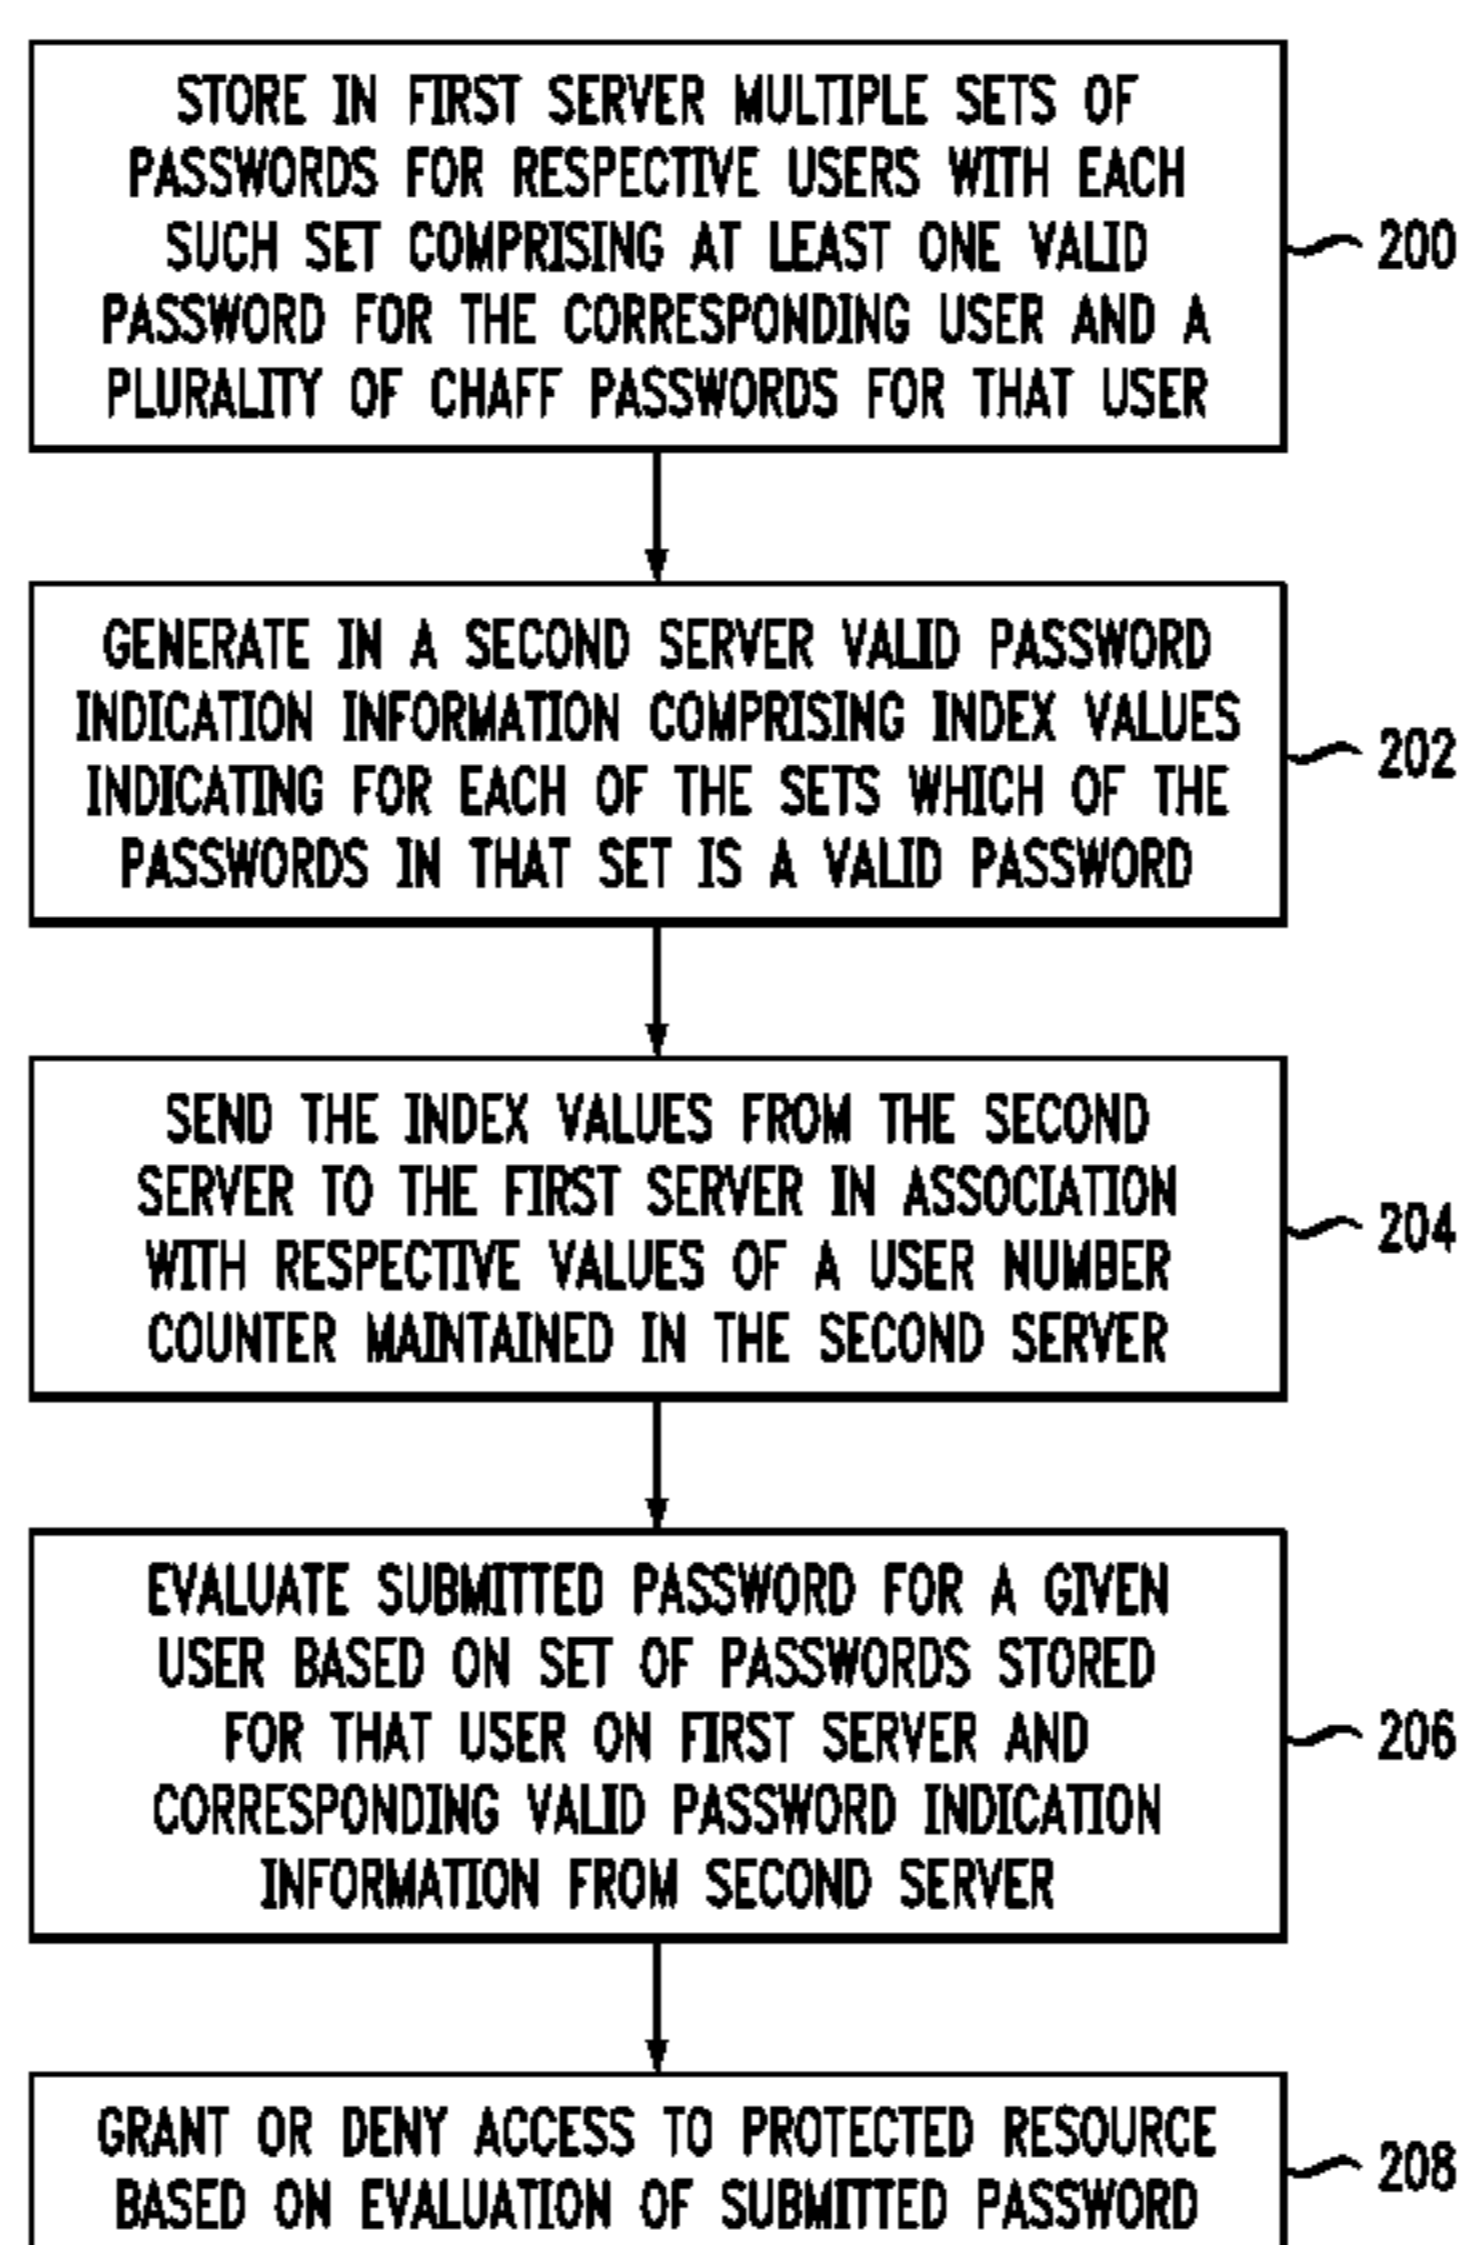 STORE IN FIRST SERVER MULTIPLE SETS OF
PASSWORDS FOR RESPECTIVE USERS WITH EACH
SUCH SET COMPRISING AT LEAST ONE VALID
PASSWORD FOR THE CORRESPONDING USER AND A
PLURALITY OF CHAFF PASSWORDS FOR THAT USER
200
GENERATE IN A SECOND SERVER VALID PASSWORD
INDICATION INFORMATION COMPRISING INDEX VALUES
INDICATING FOR EACH OF THE SETS WHICH OF THE
PASSWORDS IN THAT SET IS A VALID PASSWORD
202
SEND THE INDEX VALUES FROM THE SECOND
SERVER TO THE FIRST SERVER IN ASSOCIATION
WITH RESPECTIVE VALUES OF A USER NUMBER
COUNTER MAINTAINED IN THE SECOND SERVER
204
EVALUATE SUBMITTED PASSWORD FOR A GIVEN
USER BASED ON SET OF PASSWORDS STORED
FOR THAT USER ON FIRST SERVER AND
CORRESPONDING VALID PASSWORD INDICATION
INFORMATION FROM SECOND SERVER
206
GRANT OR DENY ACCESS TO PROTECTED RESOURCE
BASED ON EVALUATION OF SUBMITTED PASSWORD
208